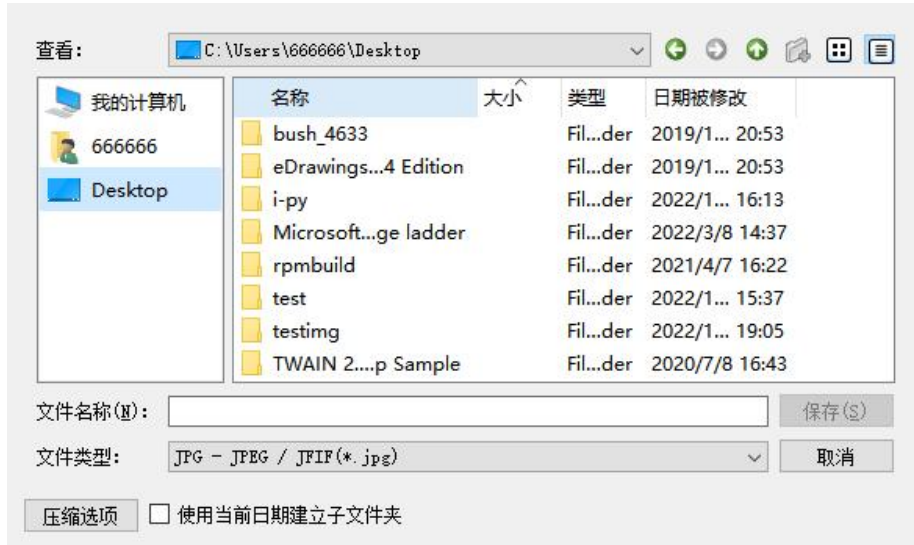 查看: C:\Users\666666\Desktop
我的计算机
666666
Desktop
名称 大小 类型 日期被修改
bush_4633 Fil...der 2019/1... 20:53
eDrawings...4 Edition Fil...der 2019/1... 20:53
i-py Fil...der 2022/1... 16:13
Microsoft...ge ladder Fil...der 2022/3/8 14:37
rpmbuild Fil...der 2021/4/7 16:22
test Fil...der 2022/1... 15:37
testimg Fil...der 2022/1... 19:05
TWAIN 2....p Sample Fil...der 2020/7/8 16:43
文件名称(N): 保存(S)
文件类型: JPG - JPEG / JFIF(*.jpg) 取消
压缩选项 使用当前日期建立子文件夹